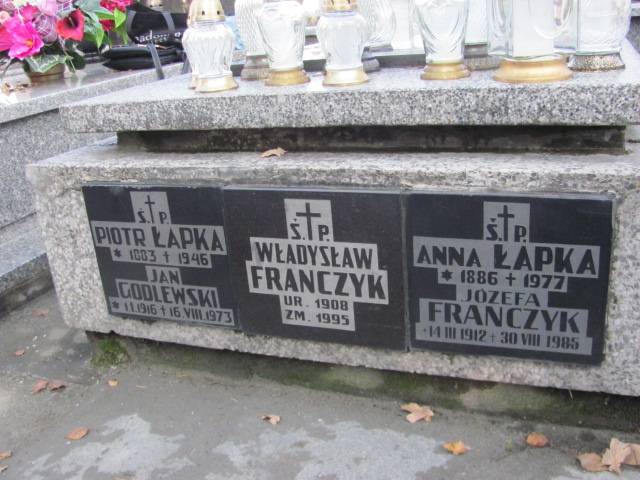 Ś.P.
PIOTR ŁAPKA
* 1883 + 1946
JAN
GODLEWSKI
* 1.I.1916 + 16.VIII.1973
Ś.P.
WŁADYSŁAW
FRANCZYK
UR. 1908
ZM. 1995
Ś.P.
ANNA ŁAPKA
* 1886 + 1977
JÓZEFA
FRANCZYK
+14 III 1912 + 30 VIII 1985